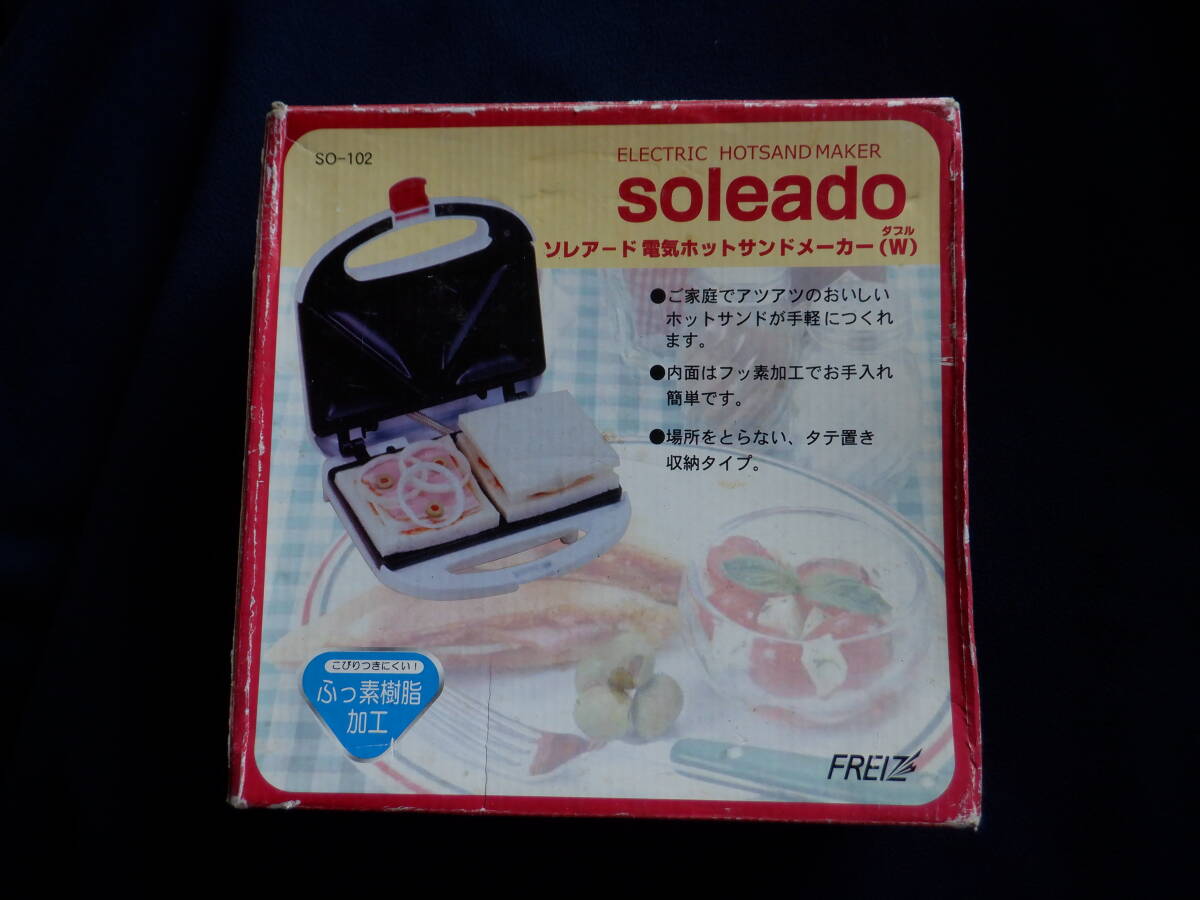 SO-102
ELECTRIC HOTSAND MAKER
soleado
ダブル
ソレアード 電気ホットサンドメーカー(W)
●ご家庭でアツアツのおいしい
ホットサンドが手軽につくれ
ます。
●内面はフッ素加工でお手入れ
簡単です。
●場所をとらない、タテ置き
収納タイプ。
こびりつきにくい!
ふっ素樹脂
加工
FREIZ